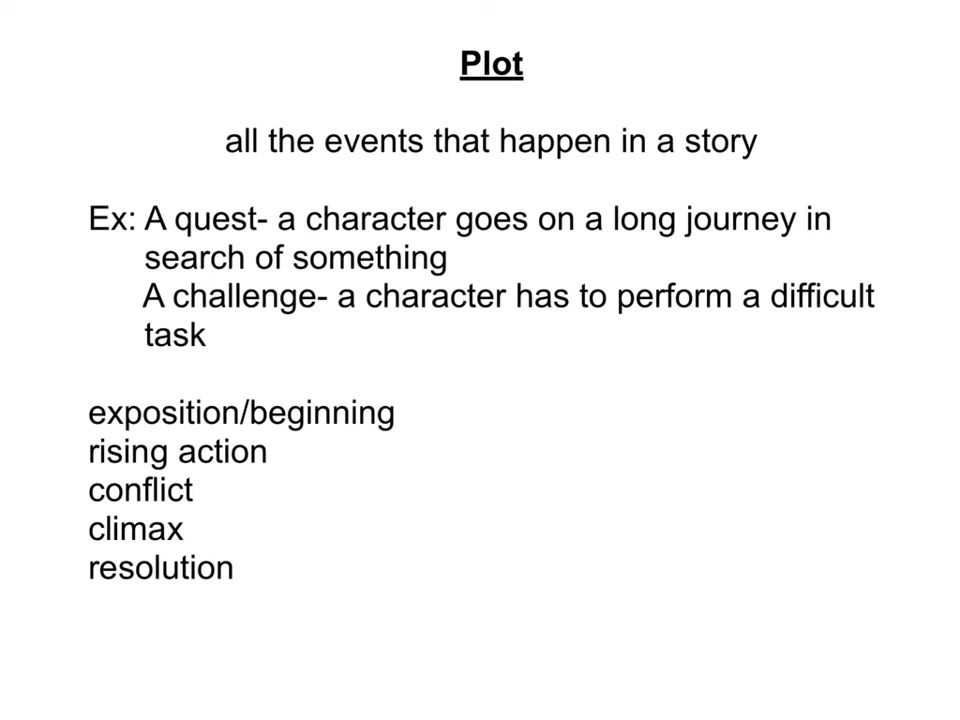 Plot
all the events that happen in a story
Ex: A quest- a character goes on a long journey in
search of something
A challenge- a character has to perform a difficult
task
exposition/beginning
rising action
conflict
climax
resolution